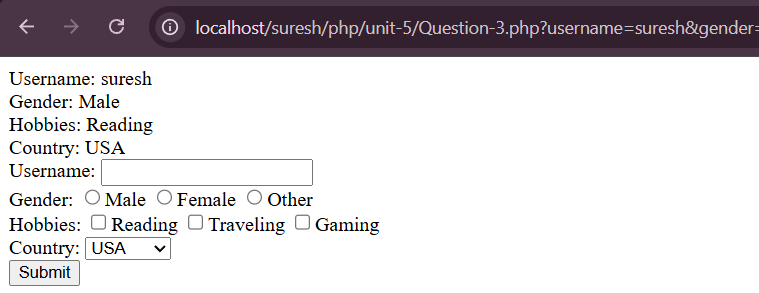 localhost/suresh/php/unit-5/Question-3.php?username=suresh&gender=
Username: suresh
Gender: Male
Hobbies: Reading
Country: USA
Username:
Gender: Male Female Other
Hobbies: Reading Traveling Gaming
Country: USA
Submit